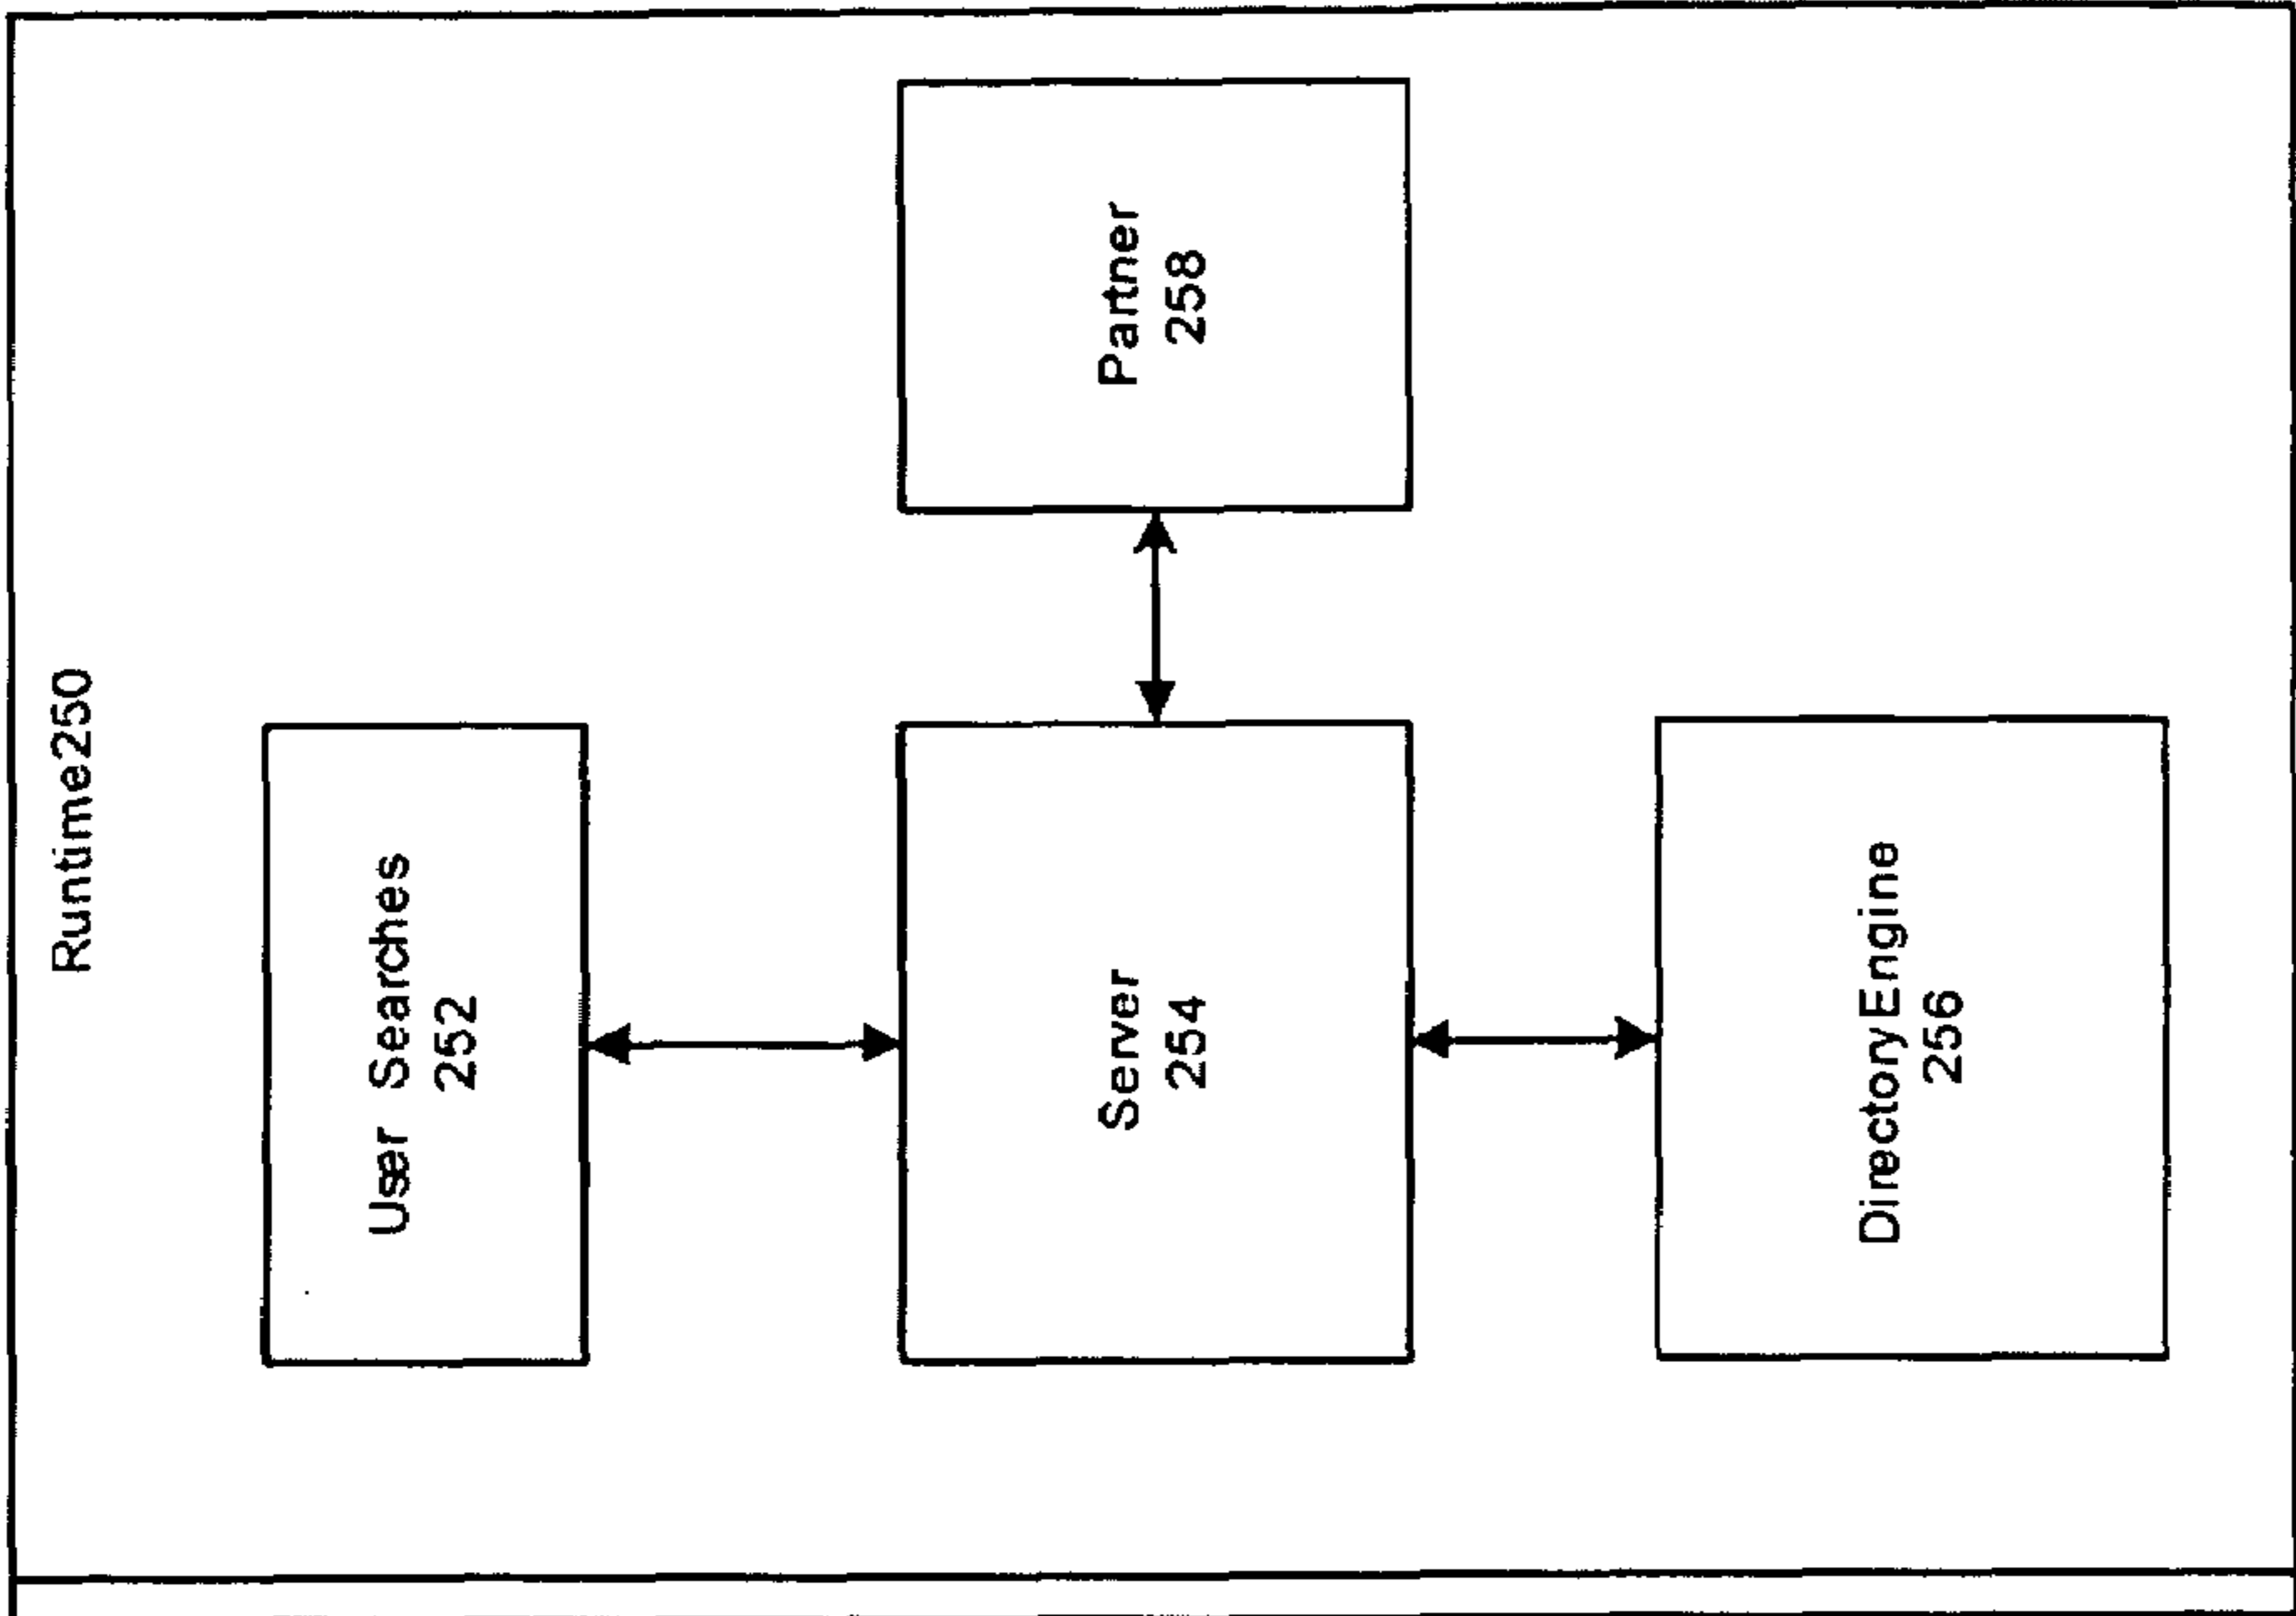 Runtime250
User Searches
252
Server
254
Partner
258
DirectoryEngine
256